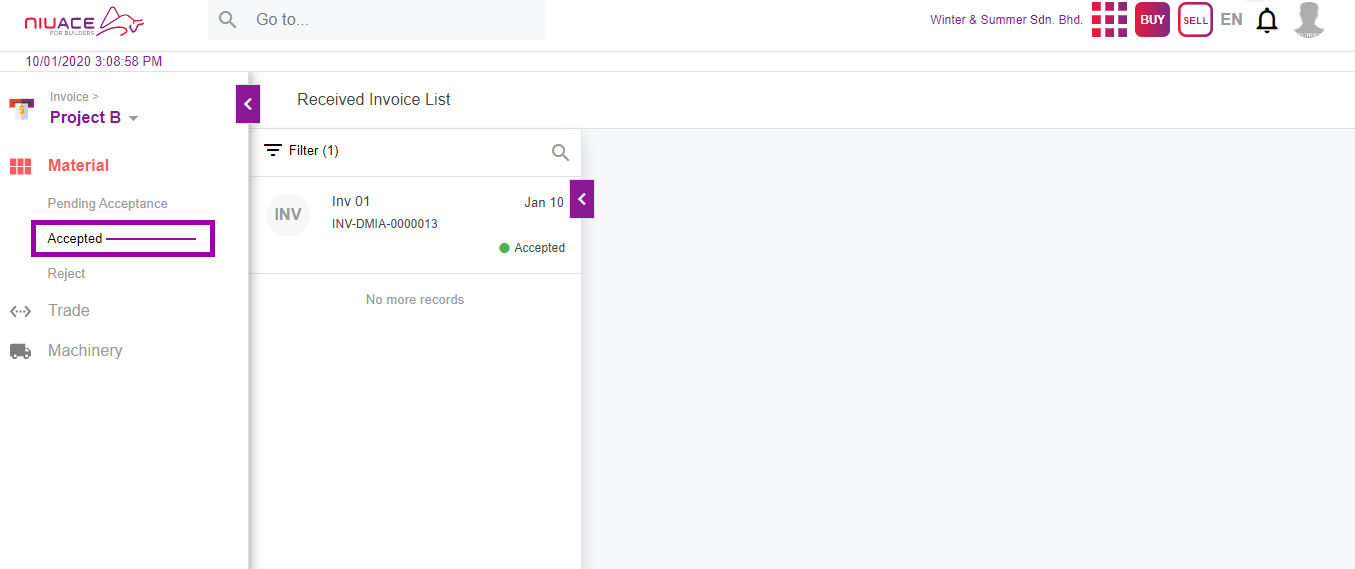 NIUACE
FOR BUILDERS
Go to...
Winter & Summer Sdn. Bhd.
BUY
SELL
EN
10/01/2020 3:08:58 PM
Invoice >
Project B
Received Invoice List
Material
Pending Acceptance
Accepted
Reject
Trade
Machinery
Filter (1)
INV
Inv 01
Jan 10
INV-DMIA-0000013
Accepted
No more records